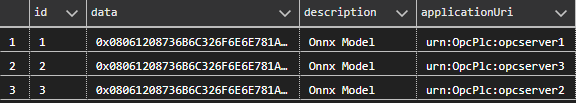 id data description applicationUri
1 1 0x08061208736B6C326F6E6E781A… Onnx Model urn:OpcPlc:opcserver1
2 2 0x08061208736B6C326F6E6E781A… Onnx Model urn:OpcPlc:opcserver3
3 3 0x08061208736B6C326F6E6E781A… Onnx Model urn:OpcPlc:opcserver2